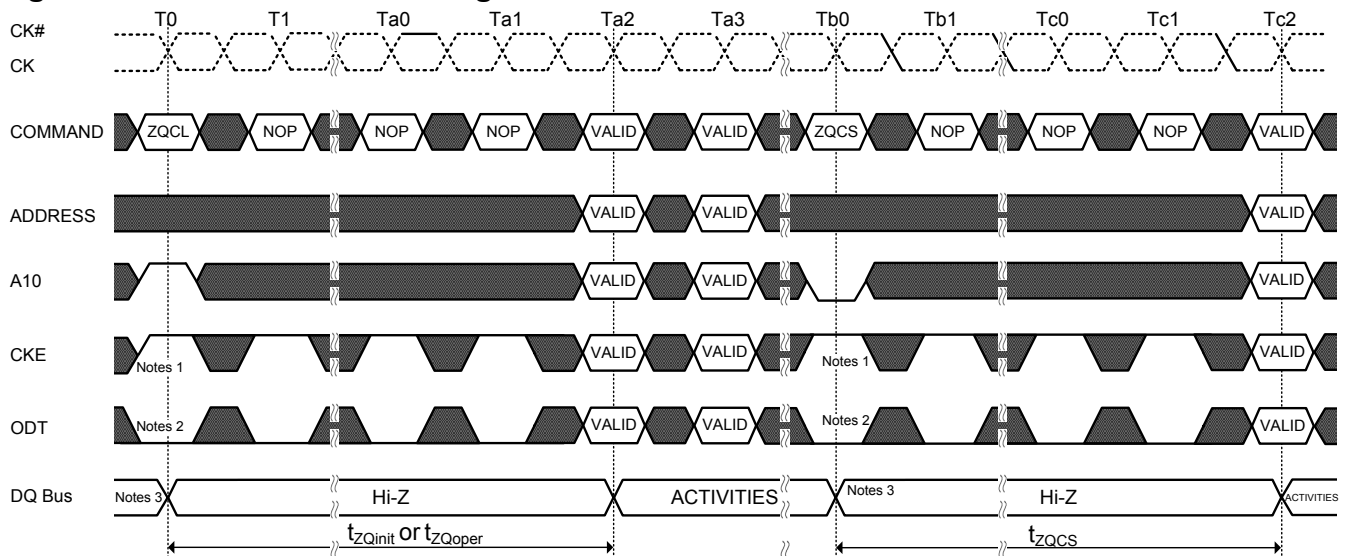 T0 T1 Ta0 Ta1 Ta2 Ta3 Tb0 Tb1 Tc0 Tc1 Tc2
CK#
CK
COMMAND ZQCL NOP NOP NOP VALID VALID ZQCS NOP NOP NOP VALID
ADDRESS VALID VALID VALID
A10 VALID VALID VALID
CKE Notes 1 VALID VALID Notes 1 VALID
ODT Notes 2 VALID VALID Notes 2 VALID
DQ Bus Notes 3 Hi-Z ACTIVITIES Notes 3 Hi-Z ACTIVITIES
tZQinit or tZQoper tZQCS